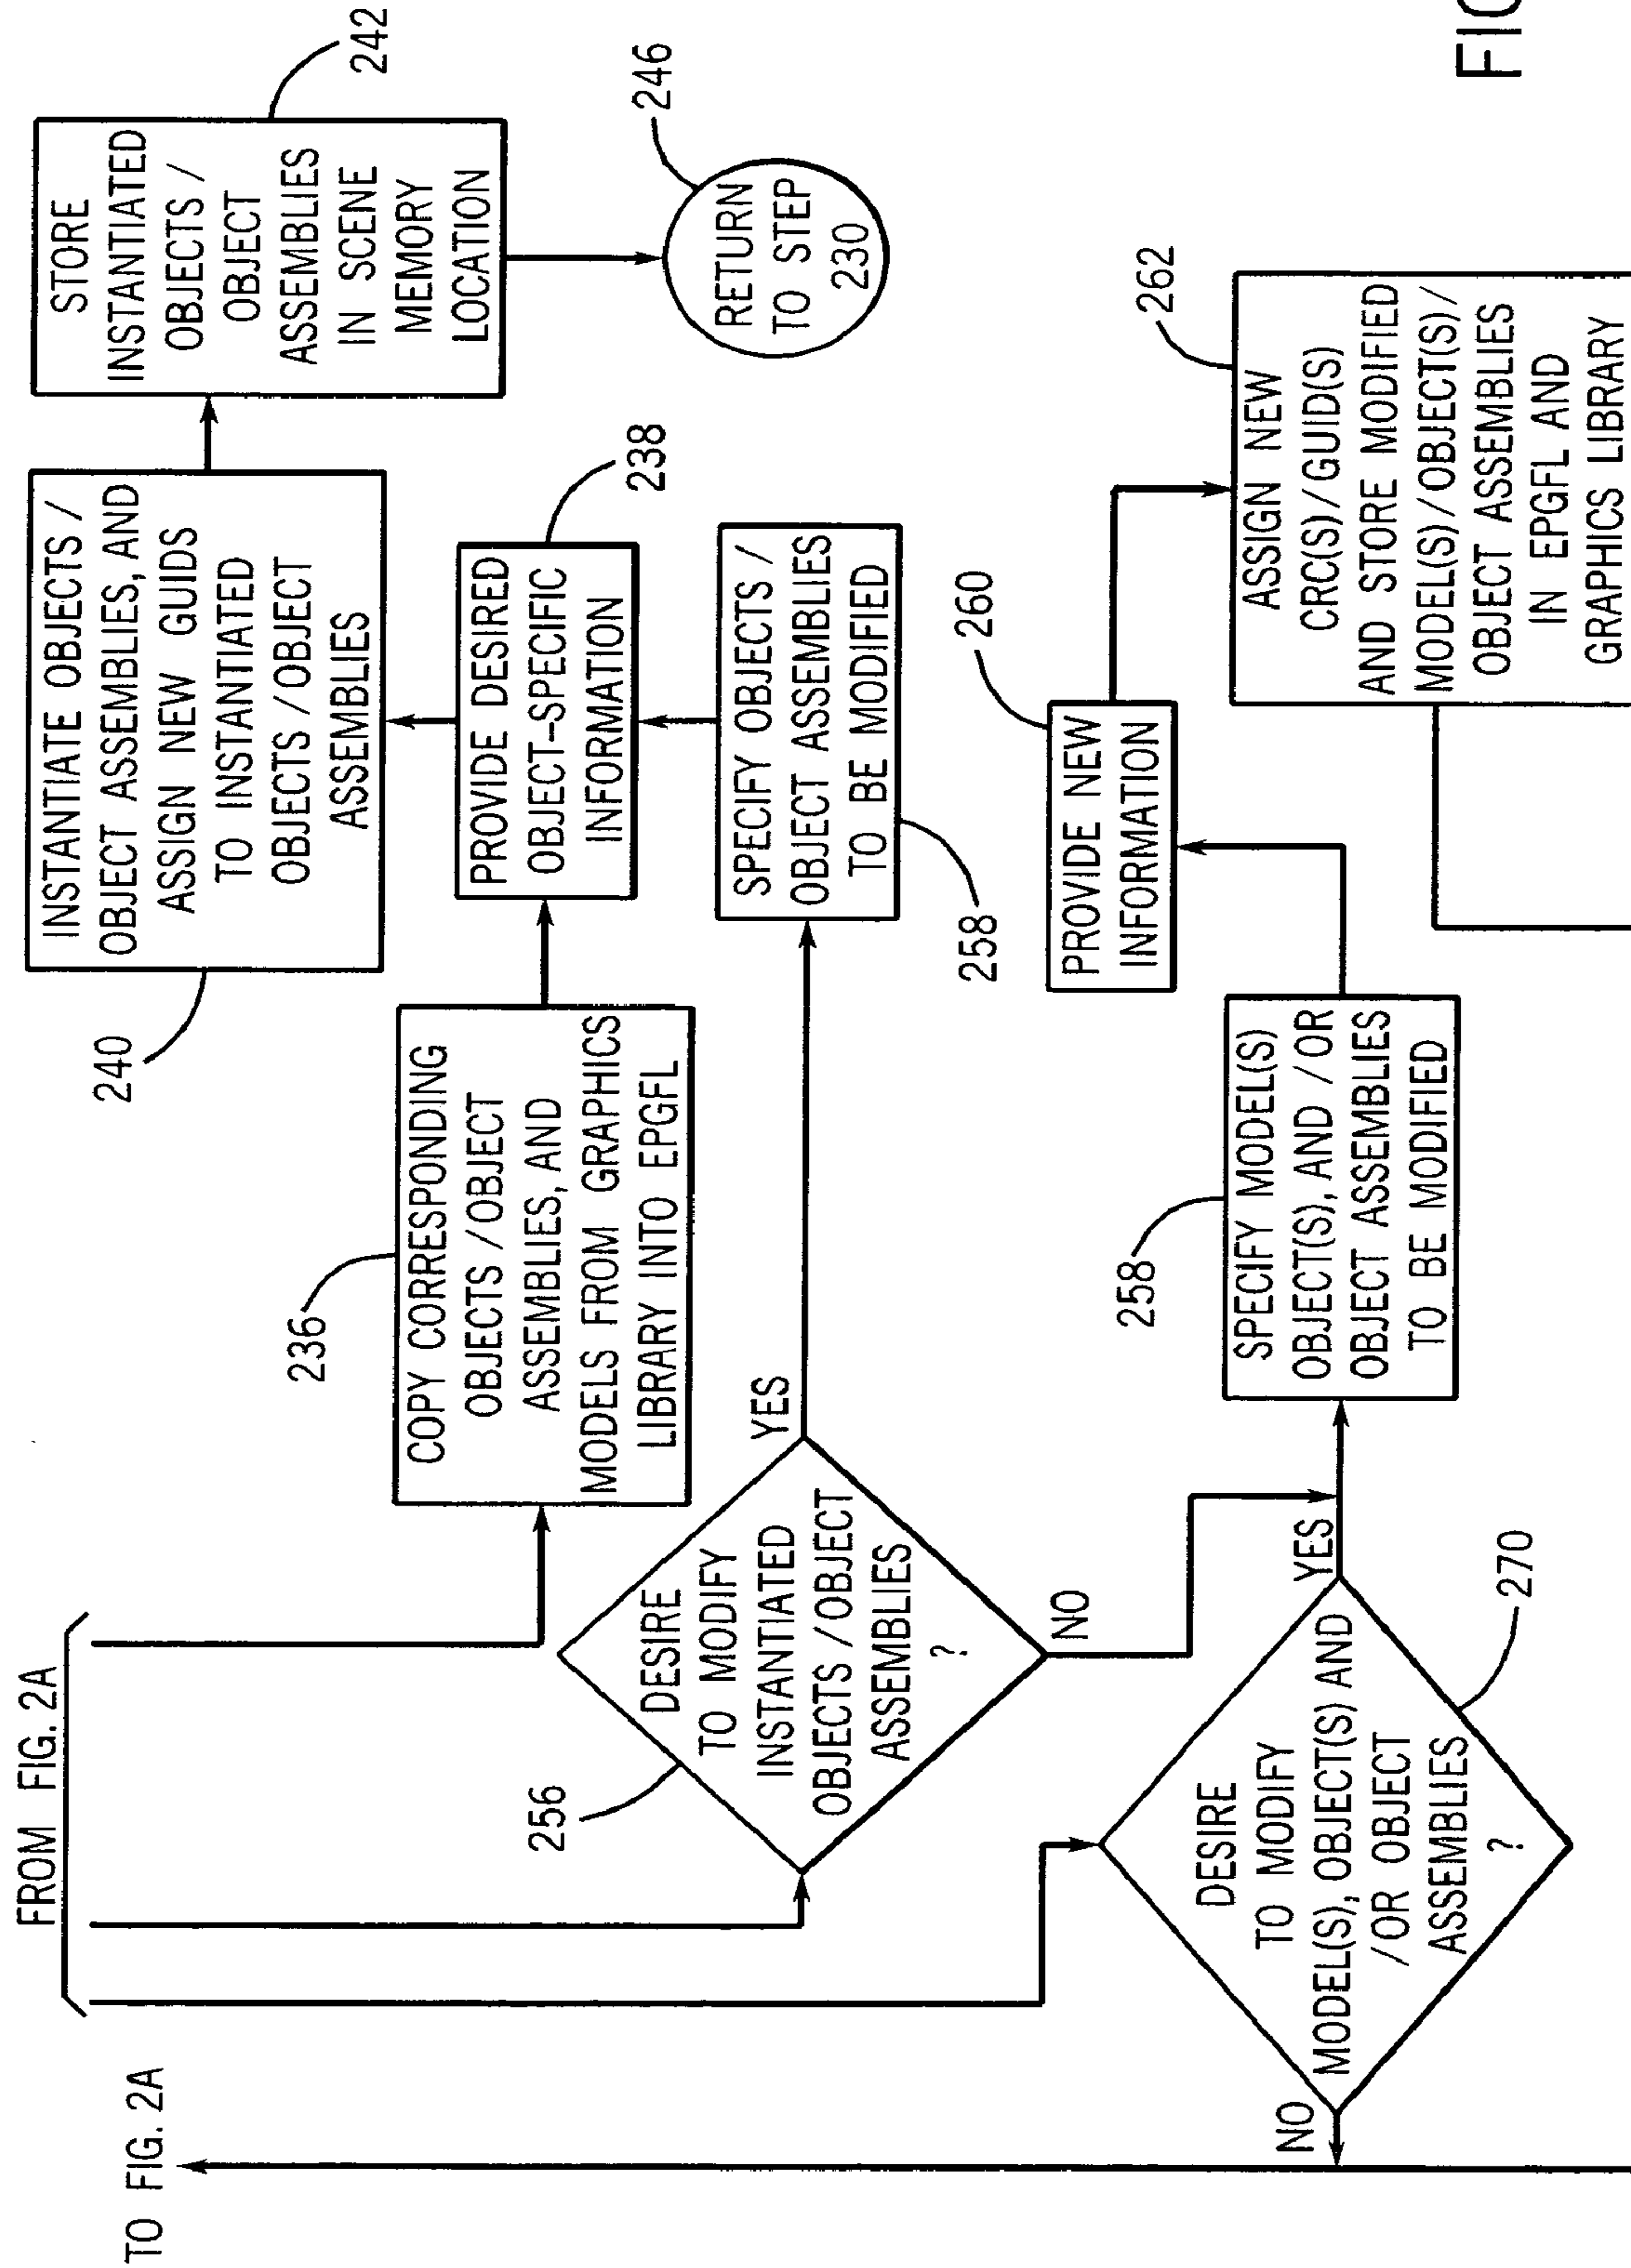 TO FIG. 2A
FROM FIG. 2A
236
COPY CORRESPONDING
OBJECTS / OBJECT
ASSEMBLIES, AND
MODELS FROM GRAPHICS
LIBRARY INTO EPGFL
240
INSTANTIATE OBJECTS /
OBJECT ASSEMBLIES, AND
ASSIGN NEW GUIDS
TO INSTANTIATED
OBJECTS / OBJECT
ASSEMBLIES
STORE
INSTANTIATED
OBJECTS /
OBJECT
ASSEMBLIES
IN SCENE
MEMORY
LOCATION
242
PROVIDE DESIRED
OBJECT-SPECIFIC
INFORMATION
238
RETURN
TO STEP
230
246
256
DESIRE
TO MODIFY
INSTANTIATED
OBJECTS / OBJECT
ASSEMBLIES
?
YES
NO
SPECIFY OBJECTS /
OBJECT ASSEMBLIES
TO BE MODIFIED
258
DESIRE
TO MODIFY
MODEL(S), OBJECT(S) AND
/OR OBJECT
ASSEMBLIES
?
270
NO
YES
258
SPECIFY MODEL(S)
OBJECT(S), AND / OR
OBJECT ASSEMBLIES
TO BE MODIFIED
260
PROVIDE NEW
INFORMATION
262
ASSIGN NEW
CRC(S) / GUID(S)
AND STORE MODIFIED
MODEL(S) / OBJECT(S) /
OBJECT ASSEMBLIES
IN EPGFL AND
GRAPHICS LIBRARY